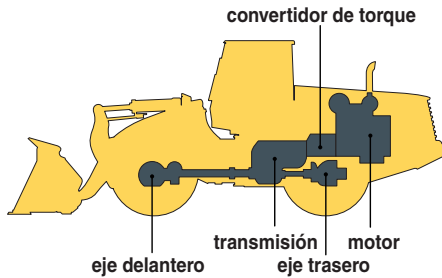 convertidor de torque
transmisión
motor
eje delantero
eje trasero